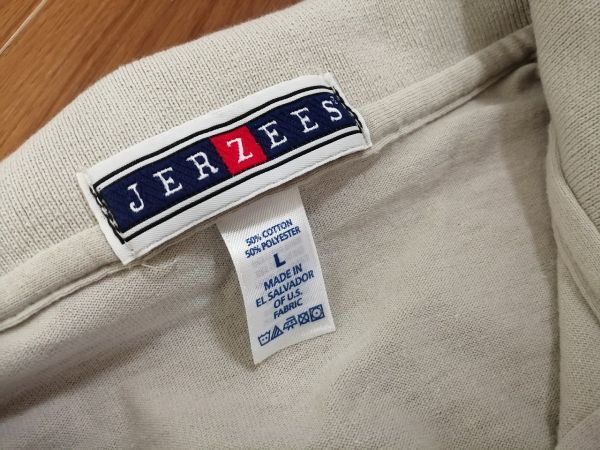 JERZEES
50% COTTON
50% POLYESTER
L
MADE IN
EL SALVADOR
OF U.S.
FABRIC